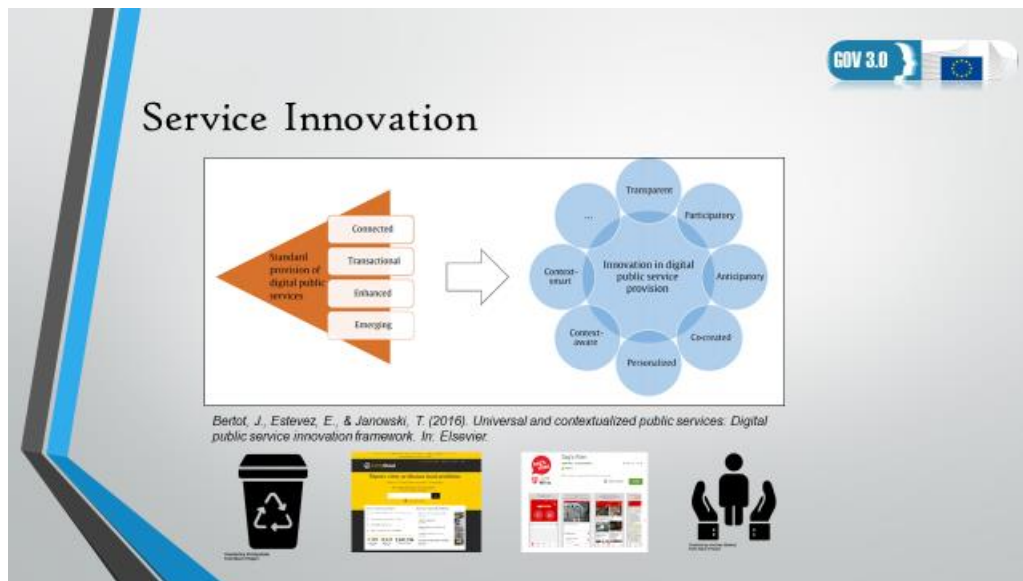 GOV 3.0
Service Innovation
Standard
provision of
digital public
services
Connected
Transactional
Enhanced
Emerging
Innovation in digital
public service
provision
Transparent
Participatory
Anticipatory
Co-created
Personalized
Context-
aware
Context-
smart
...
Bertot, J., Estevez, E., & Janowski, T. (2016). Universal and contextualized public services: Digital
public service innovation framework. In: Elsevier.